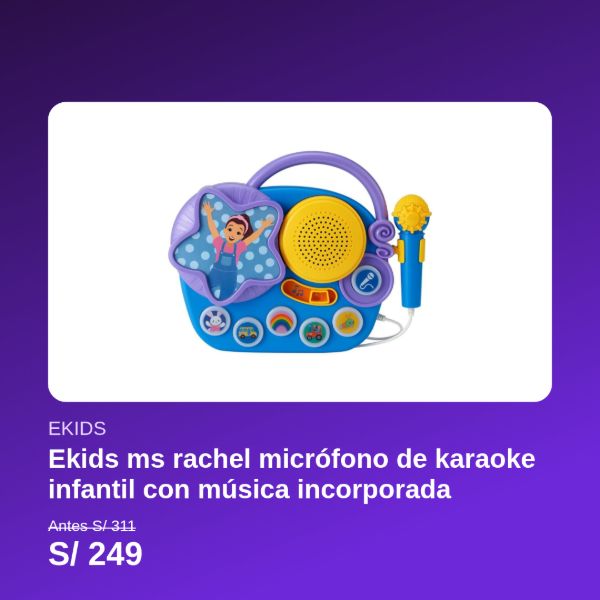 EKIDS
Ekids ms rachel micrófono de karaoke
infantil con música incorporada
Antes S/ 311
S/ 249